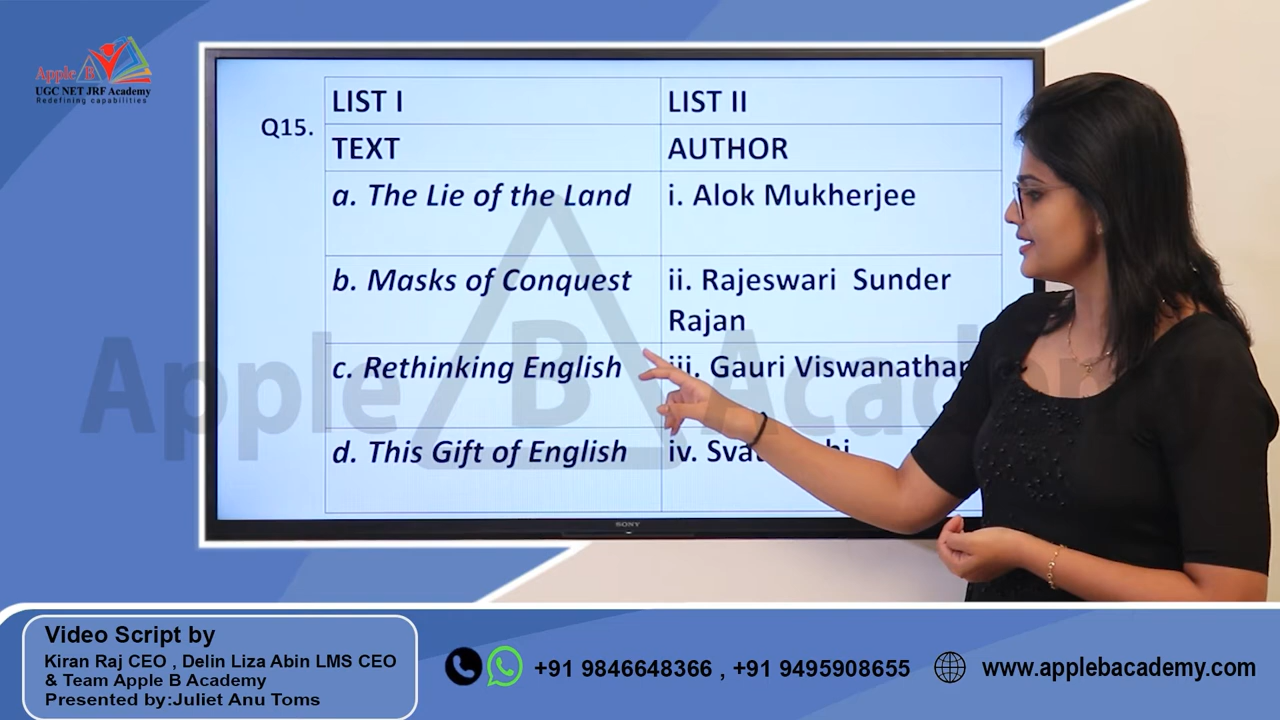 Apple B
UGC NET JRF Academy
Redefining capabilities
Q15.
LIST I
LIST II
TEXT
AUTHOR
a. The Lie of the Land
i. Alok Mukherjee
b. Masks of Conquest
ii. Rajeswari Sunder
Rajan
c. Rethinking English
iii. Gauri Viswanathan
d. This Gift of English
iv.
Apple B Academy
SONY
Video Script by
Kiran Raj CEO , Delin Liza Abin LMS CEO
& Team Apple B Academy
Presented by:Juliet Anu Toms
+91 9846648366 , +91 9495908655
www.applebacademy.com